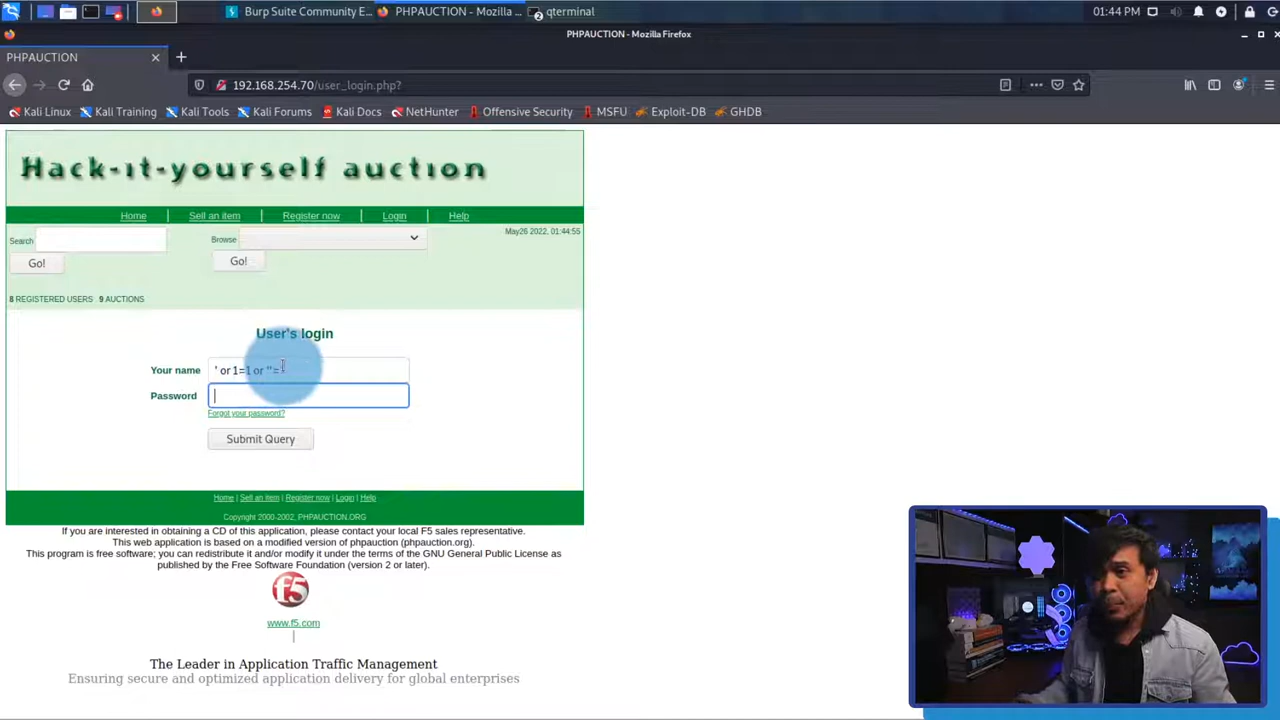 Burp Suite Community E...
PHPAUCTION - Mozilla ...
qterminal
01:44 PM
PHPAUCTION - Mozilla Firefox
PHPAUCTION
192.168.254.70/user_login.php?
Kali Linux
Kali Training
Kali Tools
Kali Forums
Kali Docs
NetHunter
Offensive Security
MSFU
Exploit-DB
GHDB
Hack-it-yourself auction
Home | Sell an item | Register now | Login | Help
Search
Browse
May26 2022, 01:44:55
Go!
Go!
8 REGISTERED USERS 9 AUCTIONS
User's login
Your name
' or 1=1 or ''='
Password
Forgot your password?
Submit Query
Home | Sell an item | Register now | Login | Help
Copyright 2000-2002, PHPAUCTION.ORG
If you are interested in obtaining a CD of this application, please contact your local F5 sales representative.
This web application is based on a modified version of phpauction (phpauction.org).
This program is free software; you can redistribute it and/or modify it under the terms of the GNU General Public License as
published by the Free Software Foundation (version 2 or later).
f5
www.f5.com
The Leader in Application Traffic Management
Ensuring secure and optimized application delivery for global enterprises